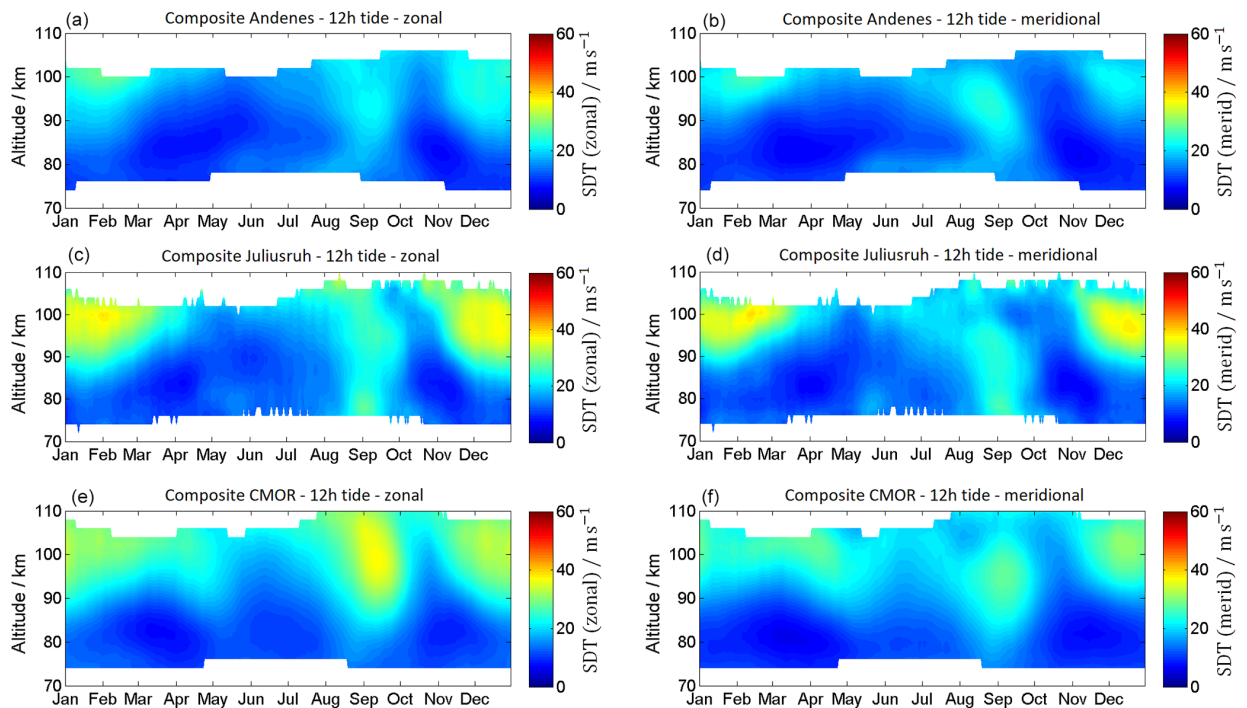 (a) Composite Andenes - 12h tide - zonal
110
100
90
80
70
Altitude / km
Jan Feb Mar Apr May Jun Jul Aug Sep Oct Nov Dec
60
40
20
0
SDT (zonal) / m s⁻¹
(b) Composite Andenes - 12h tide - meridional
110
100
90
80
70
Altitude / km
Jan Feb Mar Apr May Jun Jul Aug Sep Oct Nov Dec
60
40
20
0
SDT (merid) / m s⁻¹
(c) Composite Juliusruh - 12h tide - zonal
110
100
90
80
70
Altitude / km
Jan Feb Mar Apr May Jun Jul Aug Sep Oct Nov Dec
60
40
20
0
SDT (zonal) / m s⁻¹
(d) Composite Juliusruh - 12h tide - meridional
110
100
90
80
70
Altitude / km
Jan Feb Mar Apr May Jun Jul Aug Sep Oct Nov Dec
60
40
20
0
SDT (merid) / m s⁻¹
(e) Composite CMOR - 12h tide - zonal
110
100
90
80
70
Altitude / km
Jan Feb Mar Apr May Jun Jul Aug Sep Oct Nov Dec
60
40
20
0
SDT (zonal) / m s⁻¹
(f) Composite CMOR - 12h tide - meridional
110
100
90
80
70
Altitude / km
Jan Feb Mar Apr May Jun Jul Aug Sep Oct Nov Dec
60
40
20
0
SDT (merid) / m s⁻¹